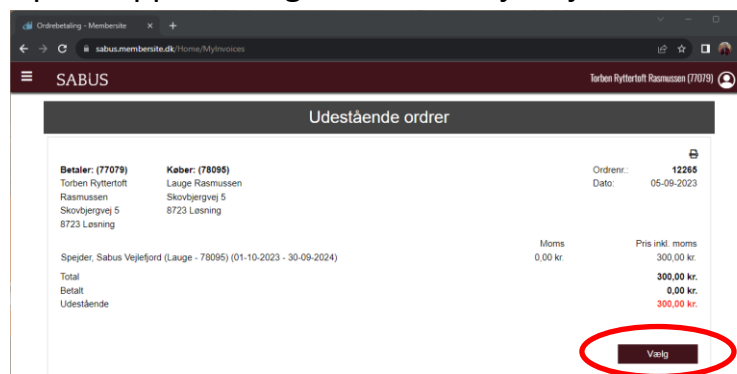 Ordrebetaling - Membersite
sabus.membersite.dk/Home/MyInvoices
SABUS
Torben Ryttertoft Rasmussen (77079)
Udestående ordrer
Betaler: (77079) Køber: (78095) Ordrenr.: 12265
Torben Ryttertoft Lauge Rasmussen Dato: 05-09-2023
Rasmussen Skovbjergvej 5
Skovbjergvej 5 8723 Løsning
8723 Løsning
Moms Pris inkl. moms
Spejder, Sabus Vejlefjord (Lauge - 78095) (01-10-2023 - 30-09-2024) 0,00 kr. 300,00 kr.
Total 300,00 kr.
Betalt 0,00 kr.
Udestående 300,00 kr.
Vælg